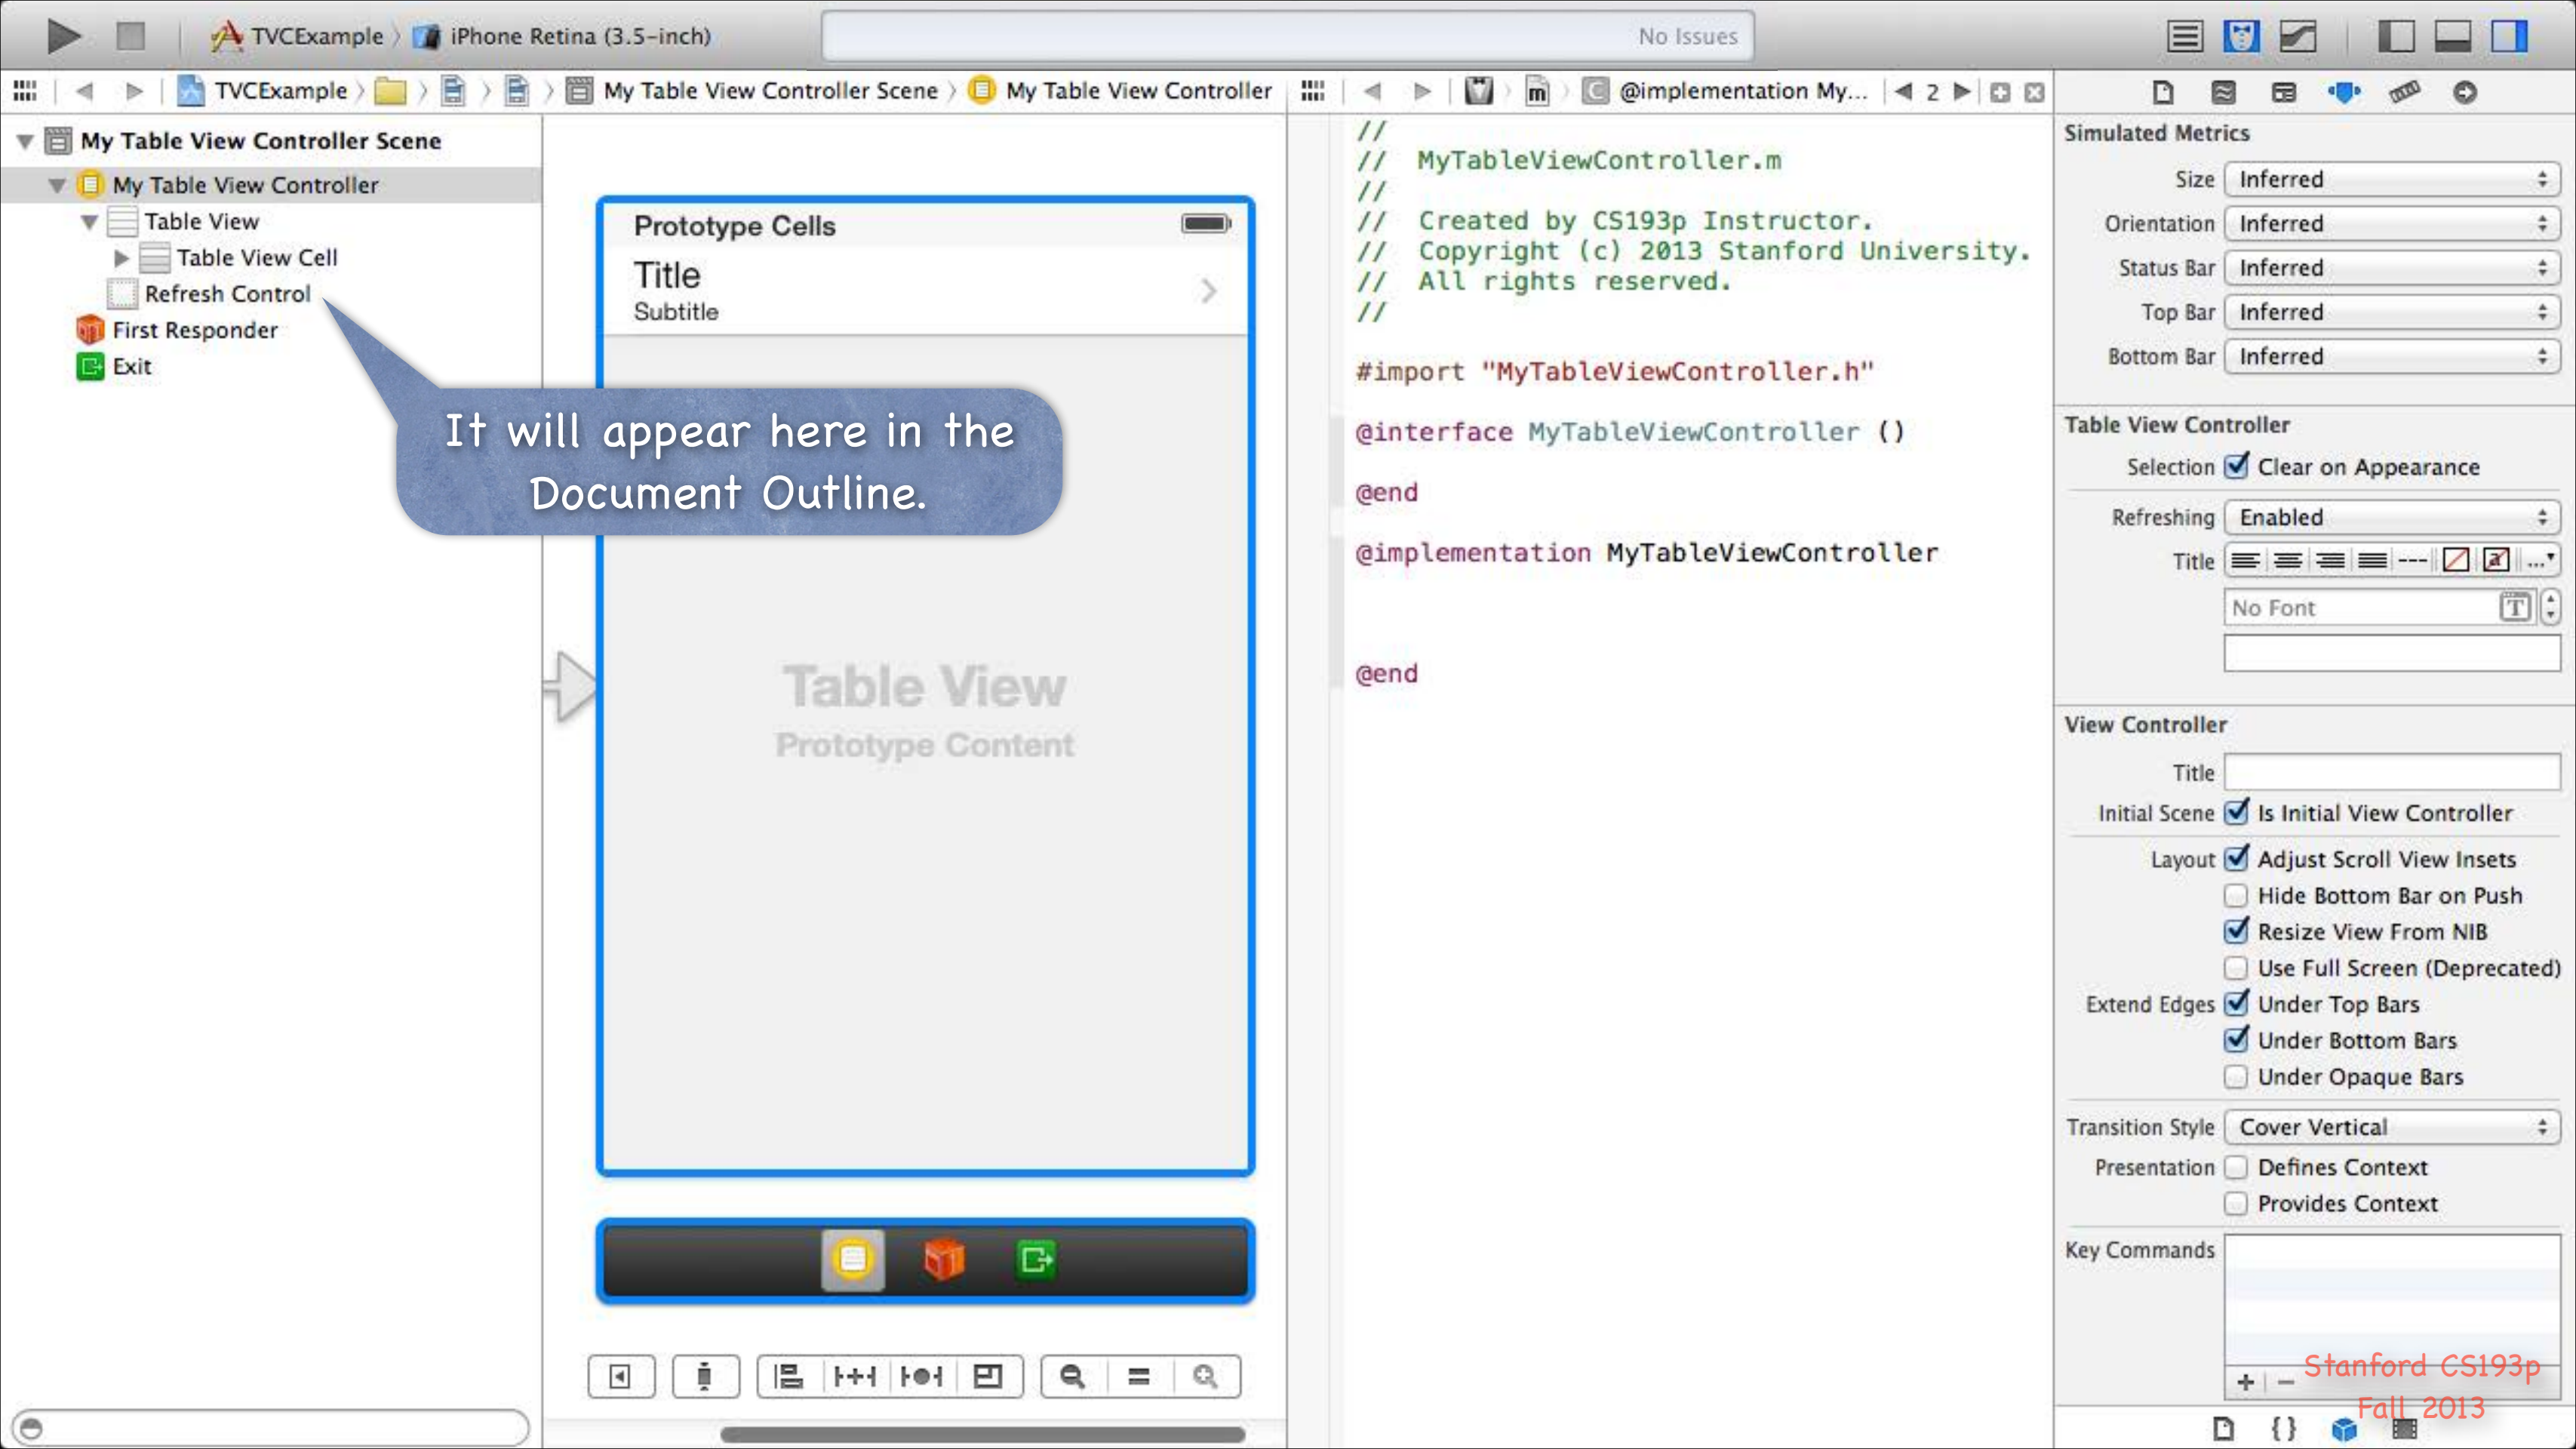 TVCExample
iPhone Retina (3.5-inch)
No Issues
TVCExample
My Table View Controller Scene
My Table View Controller
m
C
@implementation My...
2
My Table View Controller Scene
My Table View Controller
Table View
Table View Cell
Refresh Control
First Responder
Exit
It will appear here in the
Document Outline.
Prototype Cells
Title
Subtitle
Table View
Prototype Content
//
//  MyTableViewController.m
//
//  Created by CS193p Instructor.
//  Copyright (c) 2013 Stanford University.
//  All rights reserved.
//
#import "MyTableViewController.h"
@interface MyTableViewController ()
@end
@implementation MyTableViewController
@end
Simulated Metrics
Size Inferred
Orientation Inferred
Status Bar Inferred
Top Bar Inferred
Bottom Bar Inferred
Table View Controller
Selection Clear on Appearance
Refreshing Enabled
Title
No Font
View Controller
Title
Initial Scene Is Initial View Controller
Layout Adjust Scroll View Insets
Hide Bottom Bar on Push
Resize View From NIB
Use Full Screen (Deprecated)
Extend Edges Under Top Bars
Under Bottom Bars
Under Opaque Bars
Transition Style Cover Vertical
Presentation Defines Context
Provides Context
Key Commands
Stanford CS193p
Fall 2013